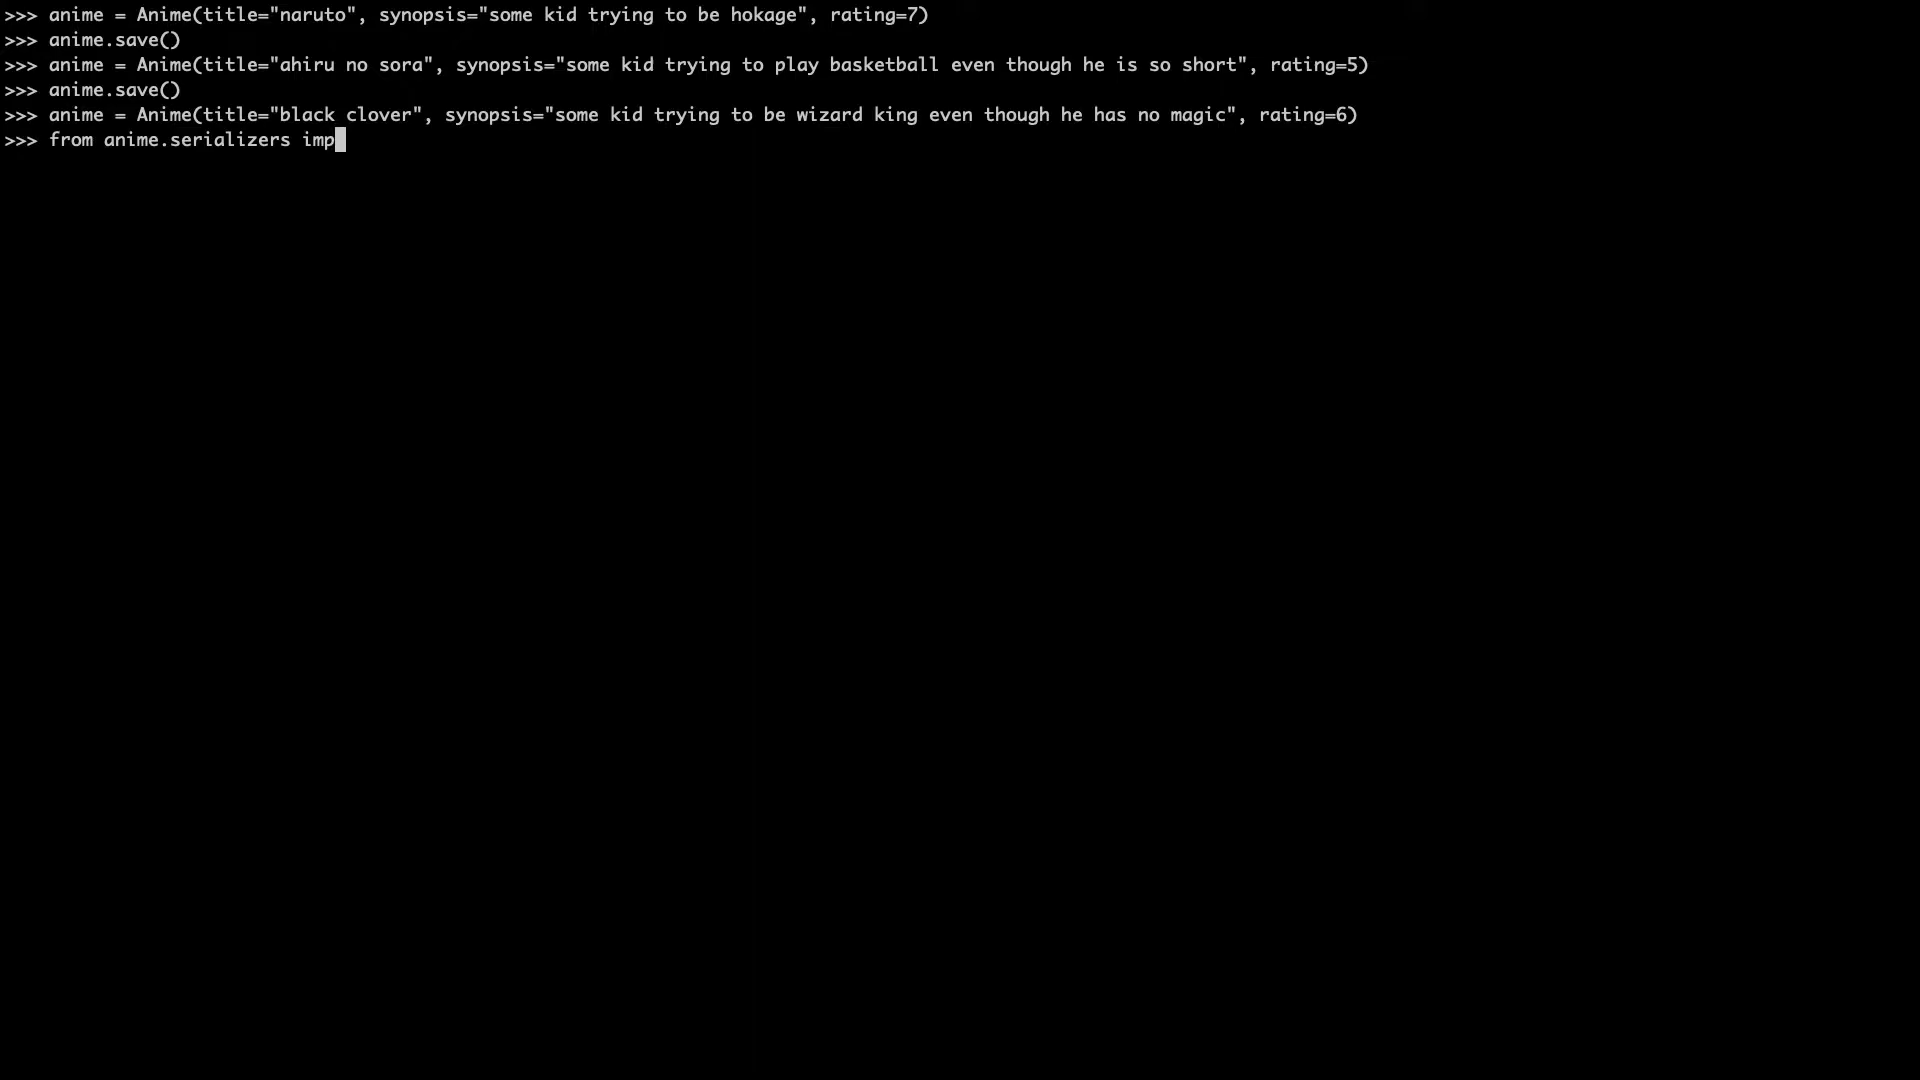 >>> anime = Anime(title="naruto", synopsis="some kid trying to be hokage", rating=7)
>>> anime.save()
>>> anime = Anime(title="ahiru no sora", synopsis="some kid trying to play basketball even though he is so short", rating=5)
>>> anime.save()
>>> anime = Anime(title="black clover", synopsis="some kid trying to be wizard king even though he has no magic", rating=6)
>>> from anime.serializers imp